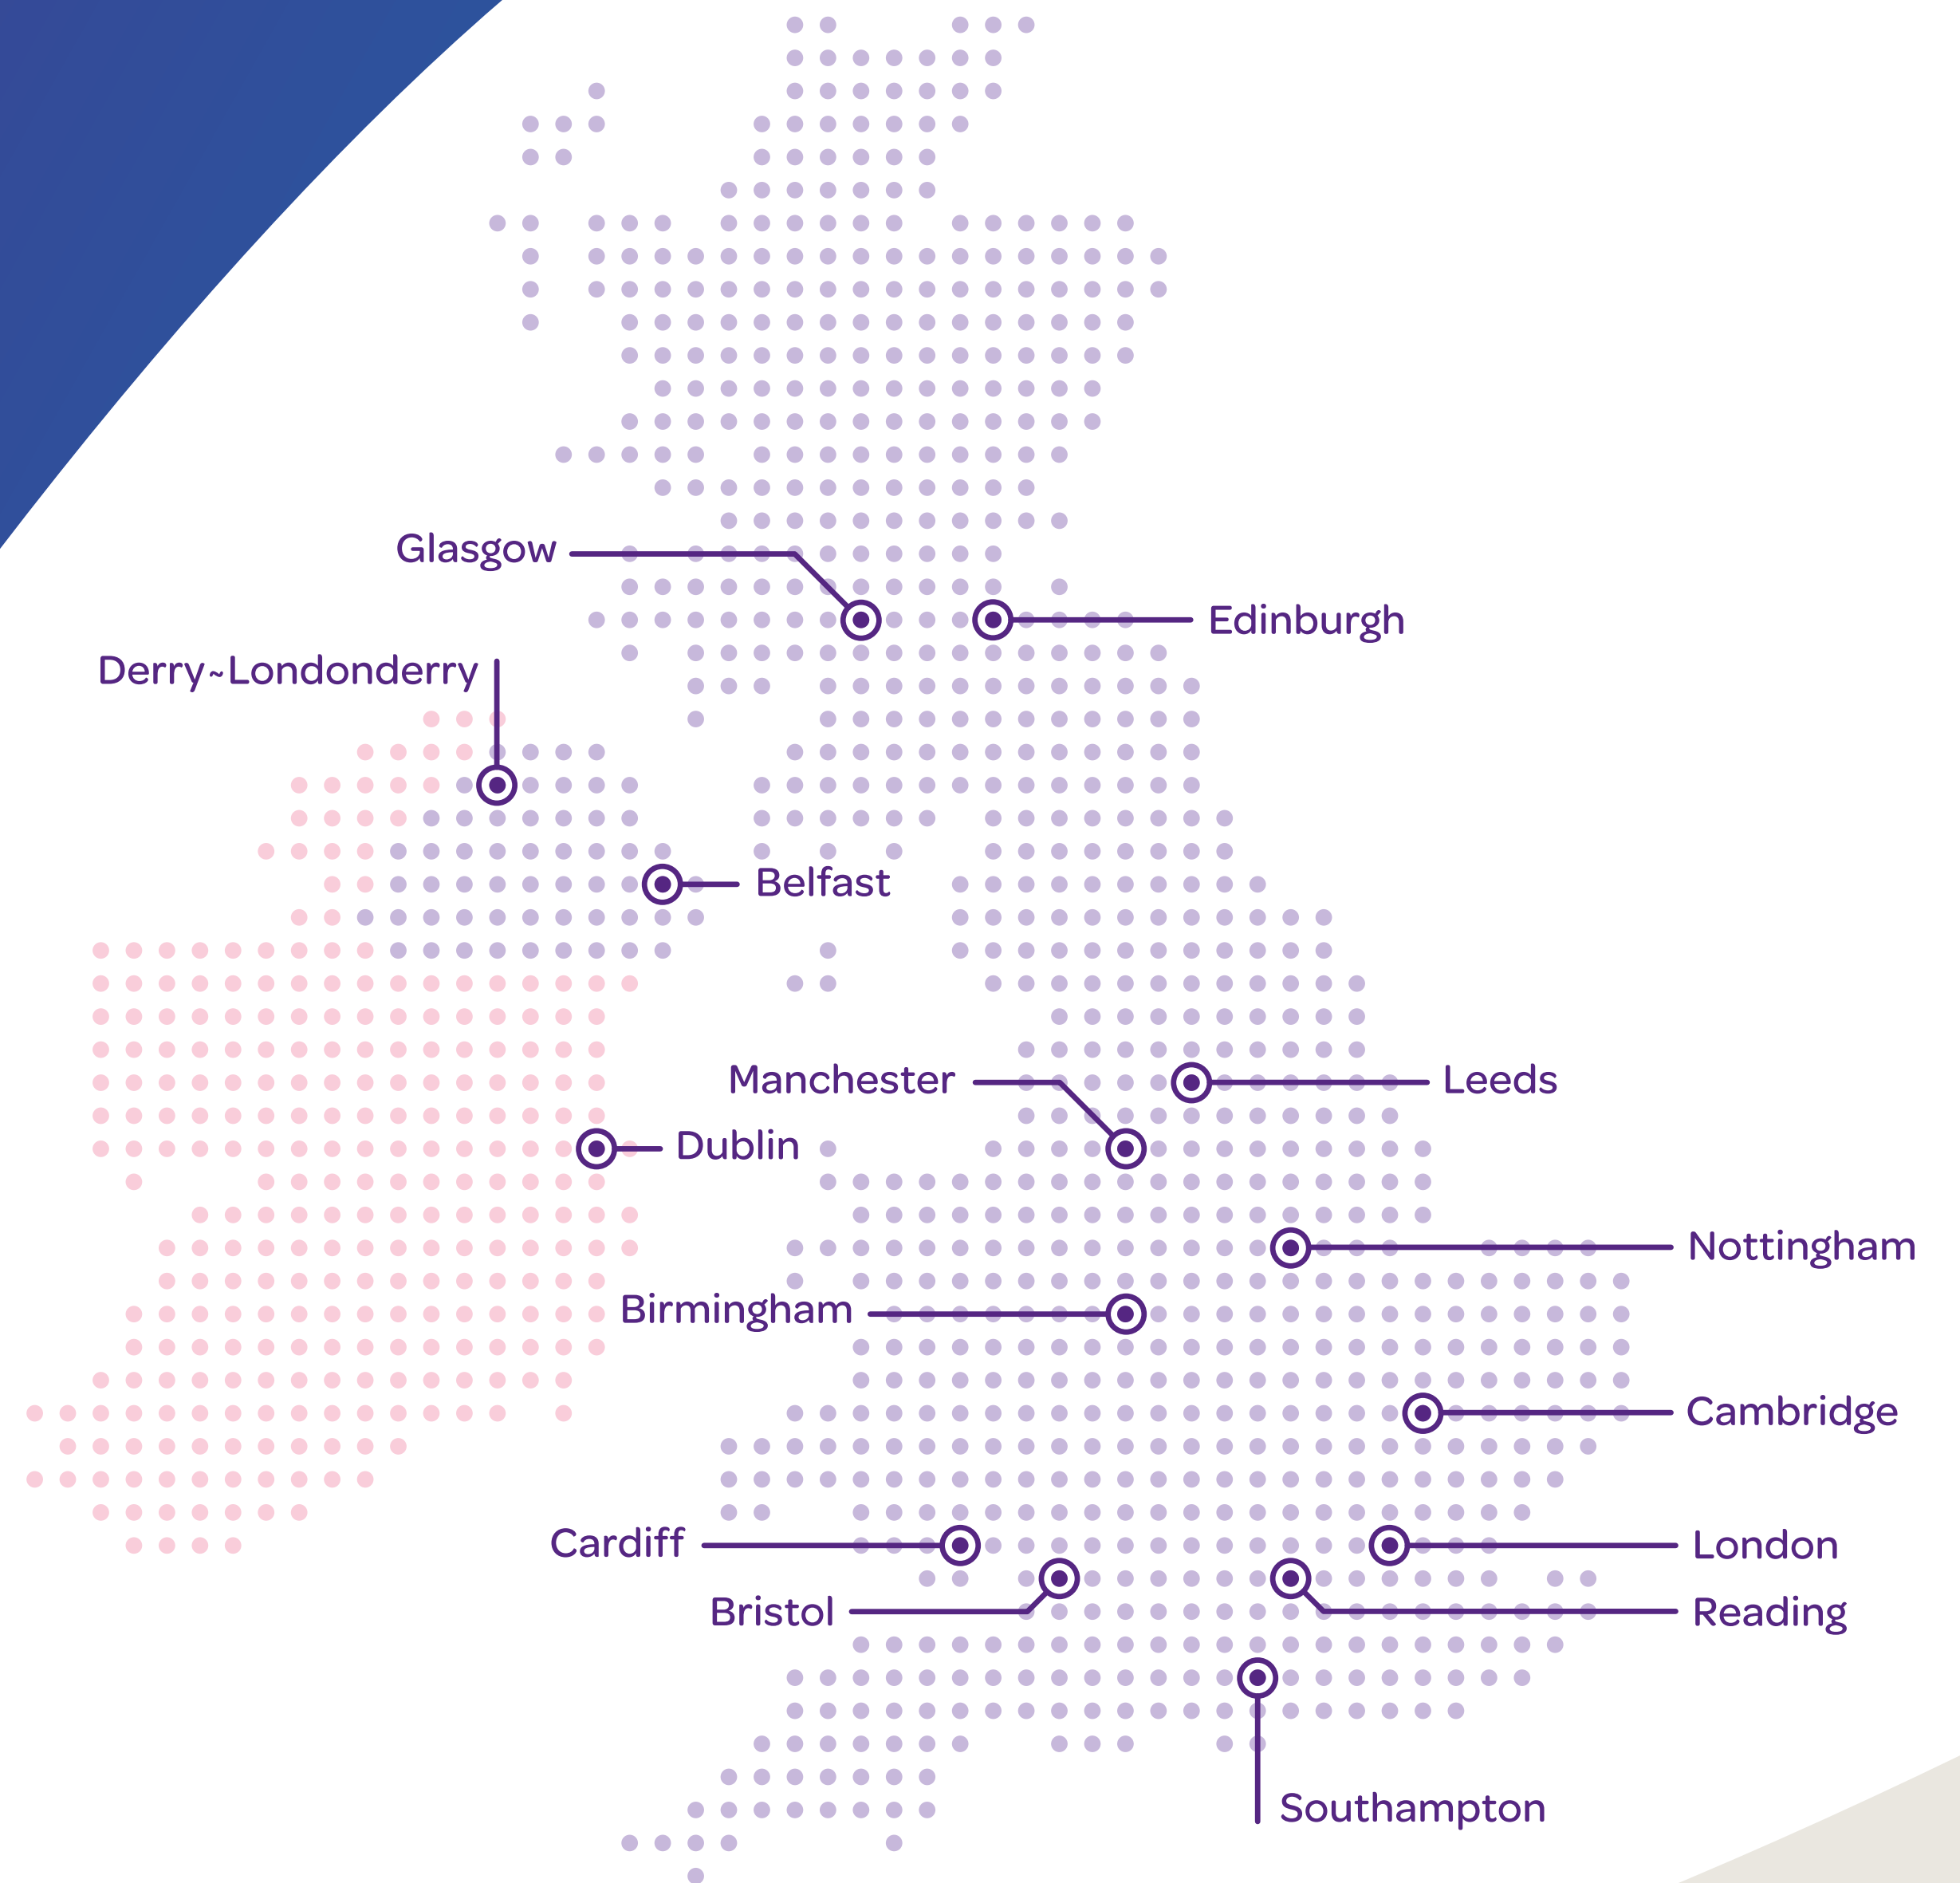 Glasgow
Edinburgh
Derry~Londonderry
Belfast
Manchester
Leeds
Dublin
Nottingham
Birmingham
Cambridge
Cardiff
London
Bristol
Reading
Southampton